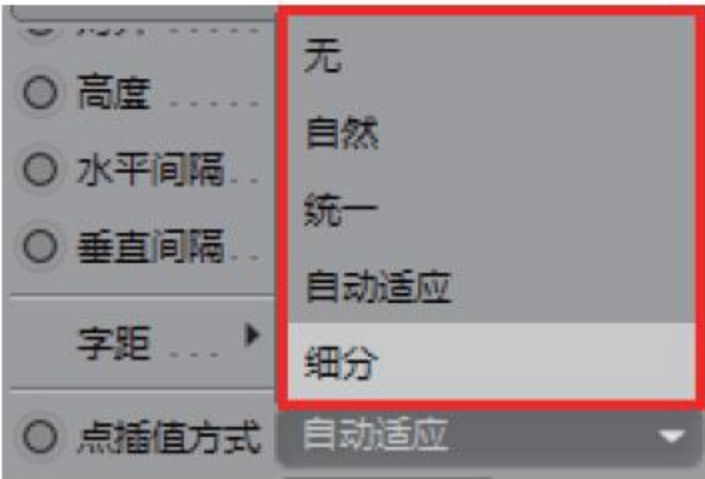 无
高度 .....
自然
水平间隔..
统一
垂直间隔..
自动适应
字距 ... 
细分
点插值方式 自动适应